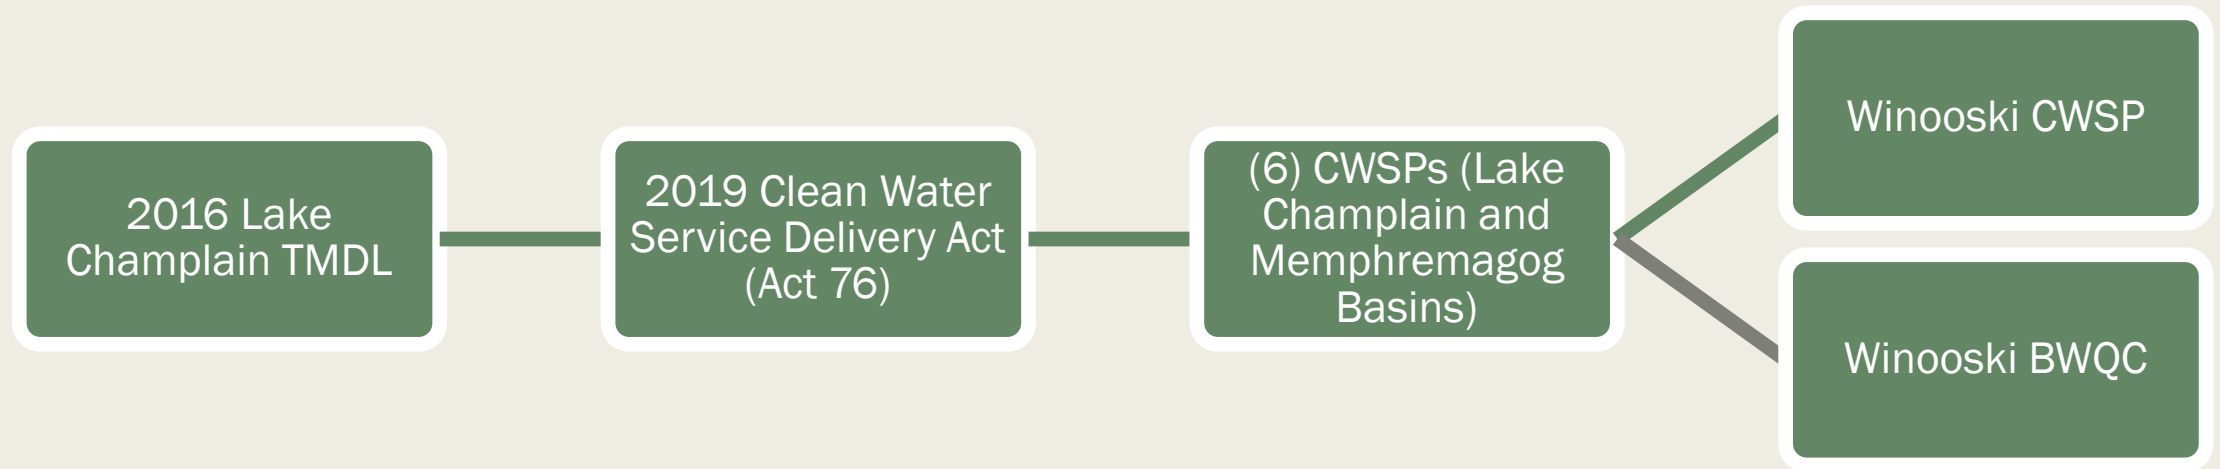 2016 Lake
Champlain TMDL
2019 Clean Water
Service Delivery Act
(Act 76)
(6) CWSPs (Lake
Champlain and
Memphremagog
Basins)
Winooski CWSP
Winooski BWQC